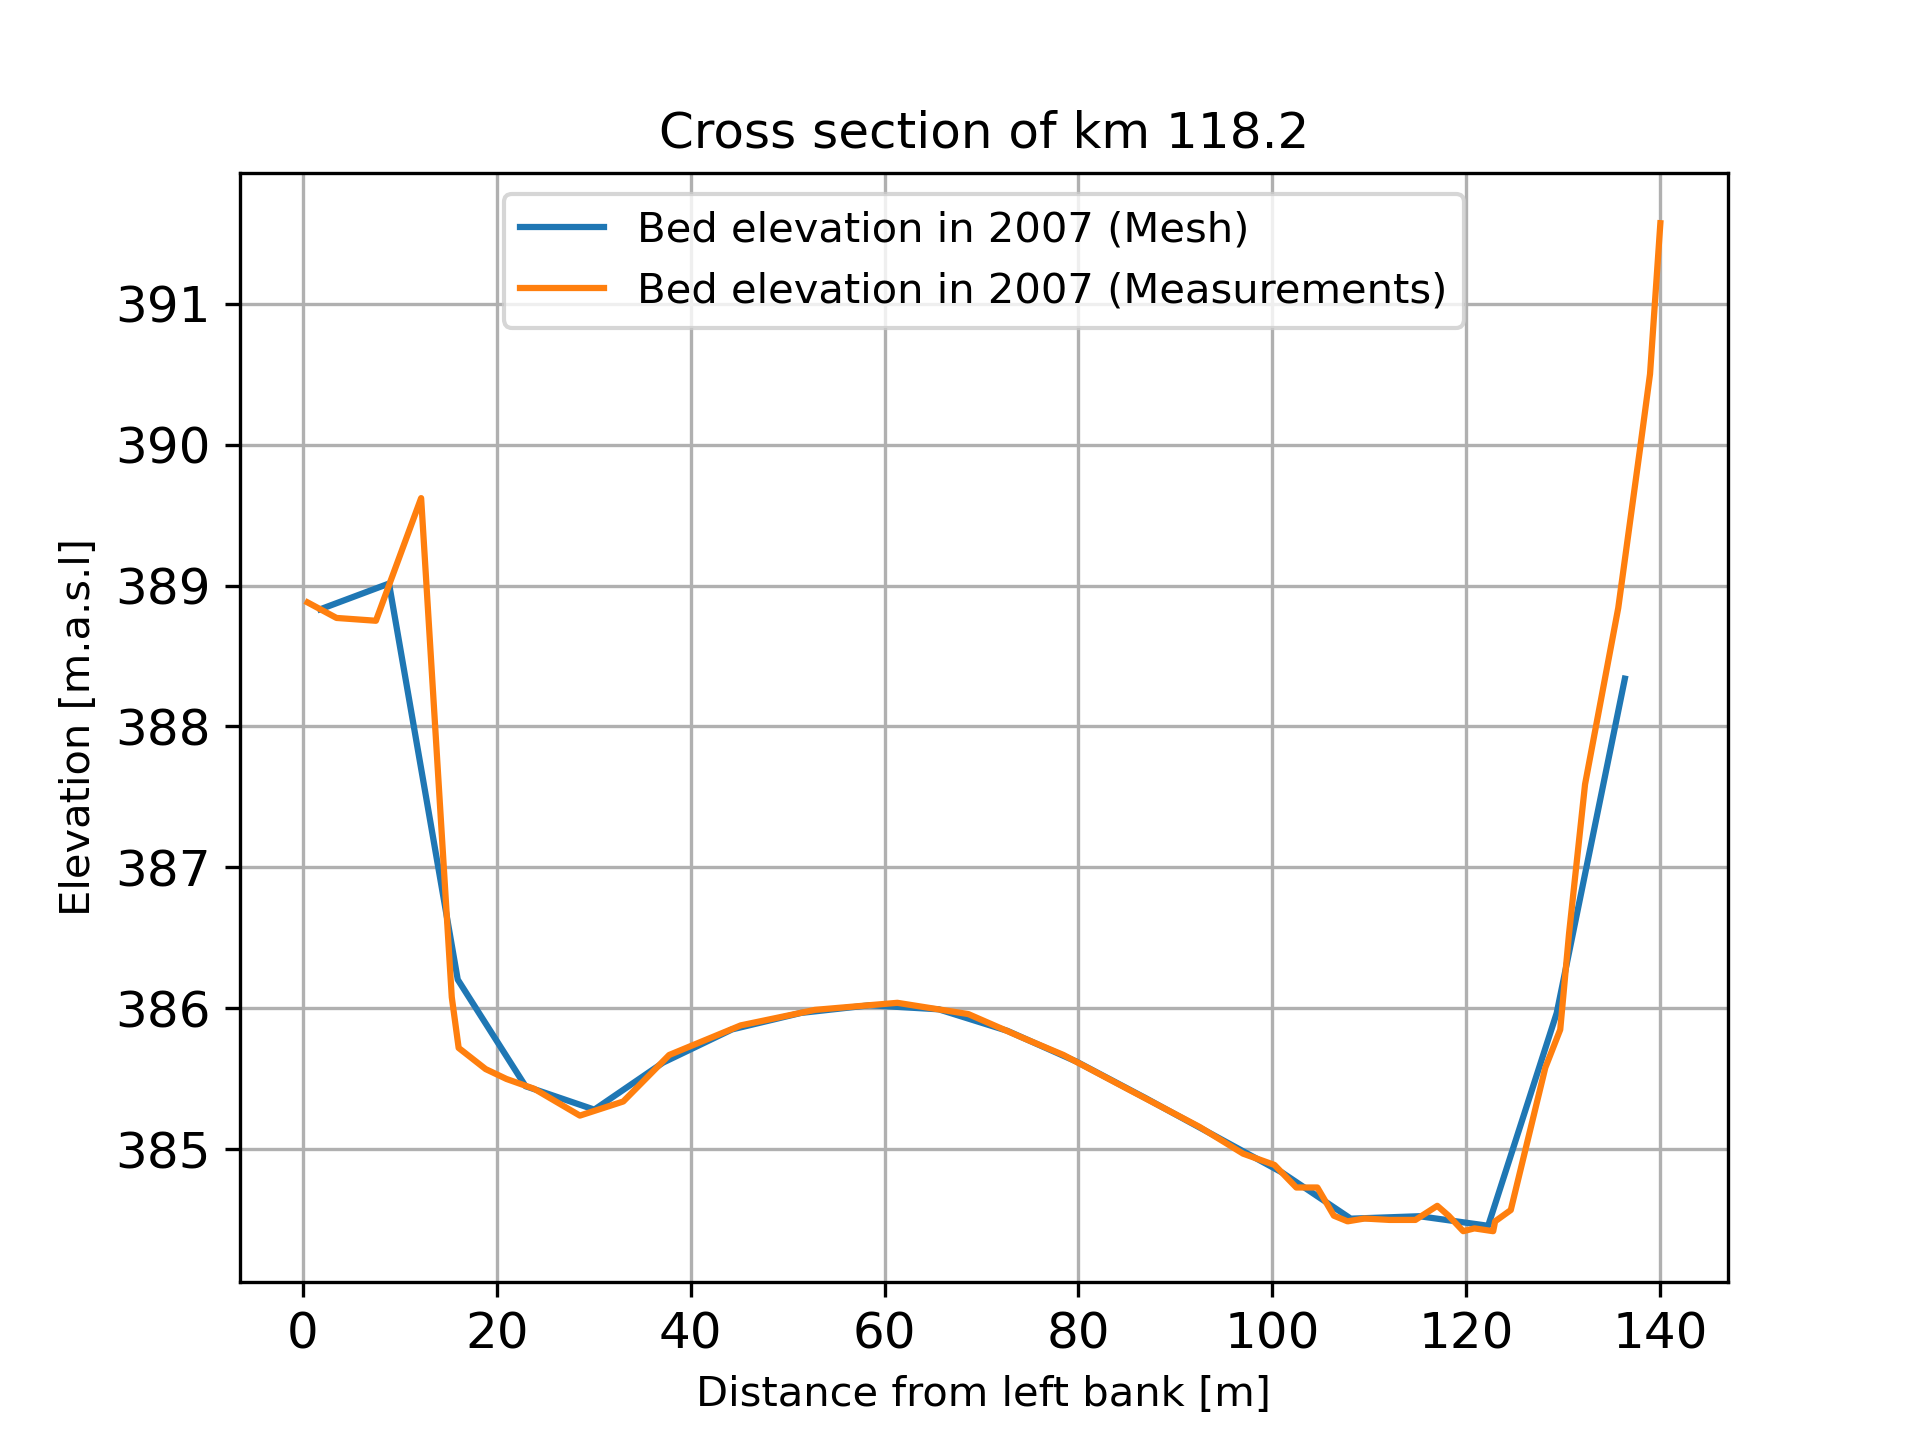 Cross section of km 118.2
Bed elevation in 2007 (Mesh)
Bed elevation in 2007 (Measurements)
391
390
389
388
387
386
385
Elevation [m.a.s.l]
0 20 40 60 80 100 120 140
Distance from left bank [m]